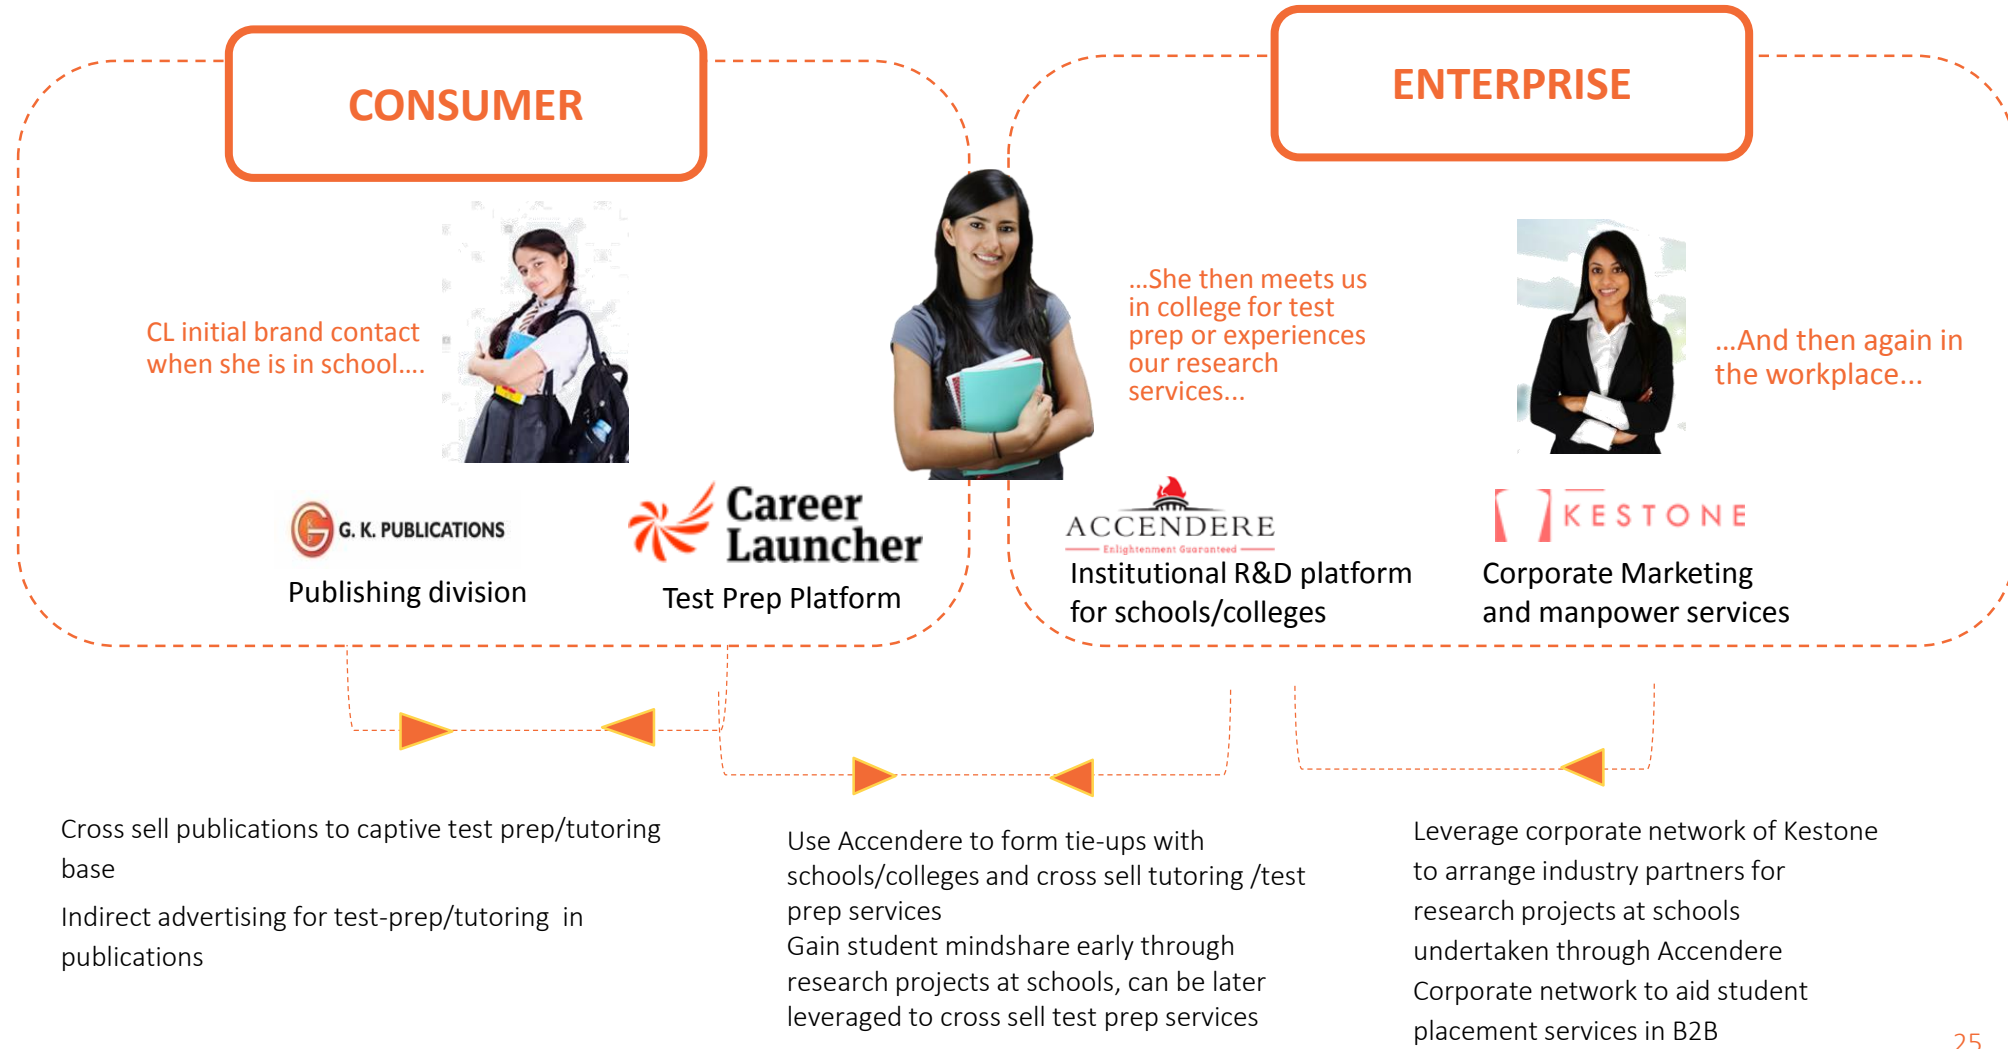 CONSUMER
ENTERPRISE
CL initial brand contact
when she is in school....
...She then meets us
in college for test
prep or experiences
our research
services...
...And then again in
the workplace...
G. K. PUBLICATIONS
Publishing division
Career
Launcher
Test Prep Platform
ACCENDERE
Enlightenment Guaranteed
Institutional R&D platform
for schools/colleges
KESTONE
Corporate Marketing
and manpower services
Cross sell publications to captive test prep/tutoring
base
Indirect advertising for test-prep/tutoring in
publications
Use Accendere to form tie-ups with
schools/colleges and cross sell tutoring /test
prep services
Gain student mindshare early through
research projects at schools, can be later
leveraged to cross sell test prep services
Leverage corporate network of Kestone
to arrange industry partners for
research projects at schools
undertaken through Accendere
Corporate network to aid student
placement services in B2B
25